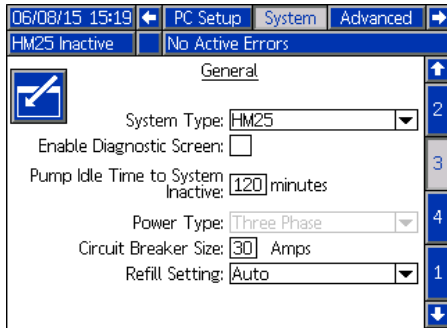 06/08/15 15:19 PC Setup System Advanced
HM25 Inactive No Active Errors
General
2
System Type: HM25
Enable Diagnostic Screen:
3
Pump Idle Time to System
Inactive: 120 minutes
Power Type: Three Phase
4
Circuit Breaker Size: 30 Amps
Refill Setting: Auto
1